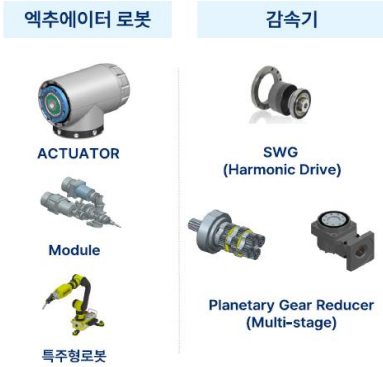 엑추에이터 로봇
ACTUATOR
Module
특주형로봇
감속기
SWG
(Harmonic Drive)
Planetary Gear Reducer
(Multi-stage)